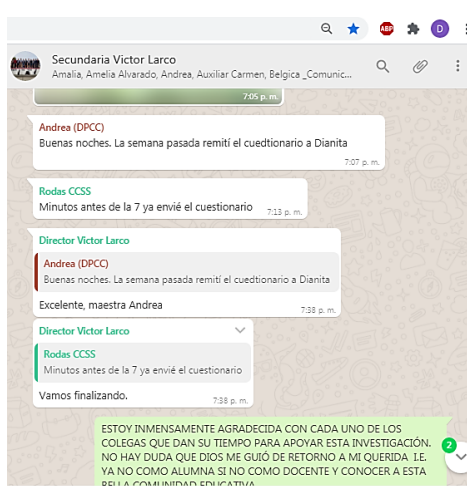 ABP
D
Secundaria Victor Larco
Amalia, Amelia Alvarado, Andrea, Auxiliar Carmen, Belgica _Comunic...
7:05 p. m.
Andrea (DPCC)
Buenas noches. La semana pasada remití el cuedtionario a Dianita
7:07 p. m.
Rodas CCSS
Minutos antes de la 7 ya envié el cuestionario
7:13 p. m.
Director Victor Larco
Andrea (DPCC)
Buenas noches. La semana pasada remití el cuedtionario a Dianita
Excelente, maestra Andrea
7:38 p. m.
Director Victor Larco
Rodas CCSS
Minutos antes de la 7 ya envié el cuestionario
Vamos finalizando.
7:38 p. m.
ESTOY INMENSAMENTE AGRADECIDA CON CADA UNO DE LOS
COLEGAS QUE DAN SU TIEMPO PARA APOYAR ESTA INVESTIGACIÓN.
2
NO HAY DUDA QUE DIOS ME GUIÓ DE RETORNO A MI QUERIDA I.E.
YA NO COMO ALUMNA SI NO COMO DOCENTE Y CONOCER A ESTA
BELLA COMUNIDAD EDUCATIVA